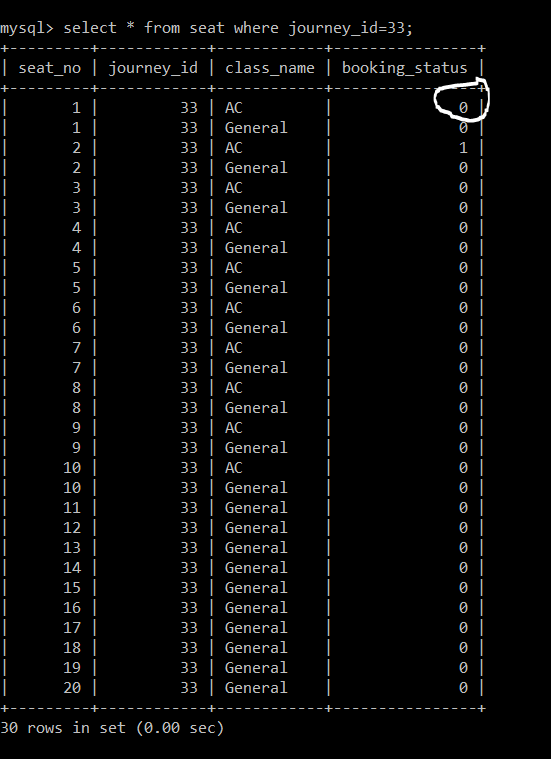 mysql> select * from seat where journey_id=33;
+---------+------------+------------+----------------+
| seat_no | journey_id | class_name | booking_status |
+---------+------------+------------+----------------+
|       1 |         33 | AC         |              0 |
|       1 |         33 | General    |              0 |
|       2 |         33 | AC         |              1 |
|       2 |         33 | General    |              0 |
|       3 |         33 | AC         |              0 |
|       3 |         33 | General    |              0 |
|       4 |         33 | AC         |              0 |
|       4 |         33 | General    |              0 |
|       5 |         33 | AC         |              0 |
|       5 |         33 | General    |              0 |
|       6 |         33 | AC         |              0 |
|       6 |         33 | General    |              0 |
|       7 |         33 | AC         |              0 |
|       7 |         33 | General    |              0 |
|       8 |         33 | AC         |              0 |
|       8 |         33 | General    |              0 |
|       9 |         33 | AC         |              0 |
|       9 |         33 | General    |              0 |
|      10 |         33 | AC         |              0 |
|      10 |         33 | General    |              0 |
|      11 |         33 | General    |              0 |
|      12 |         33 | General    |              0 |
|      13 |         33 | General    |              0 |
|      14 |         33 | General    |              0 |
|      15 |         33 | General    |              0 |
|      16 |         33 | General    |              0 |
|      17 |         33 | General    |              0 |
|      18 |         33 | General    |              0 |
|      19 |         33 | General    |              0 |
|      20 |         33 | General    |              0 |
+---------+------------+------------+----------------+
30 rows in set (0.00 sec)